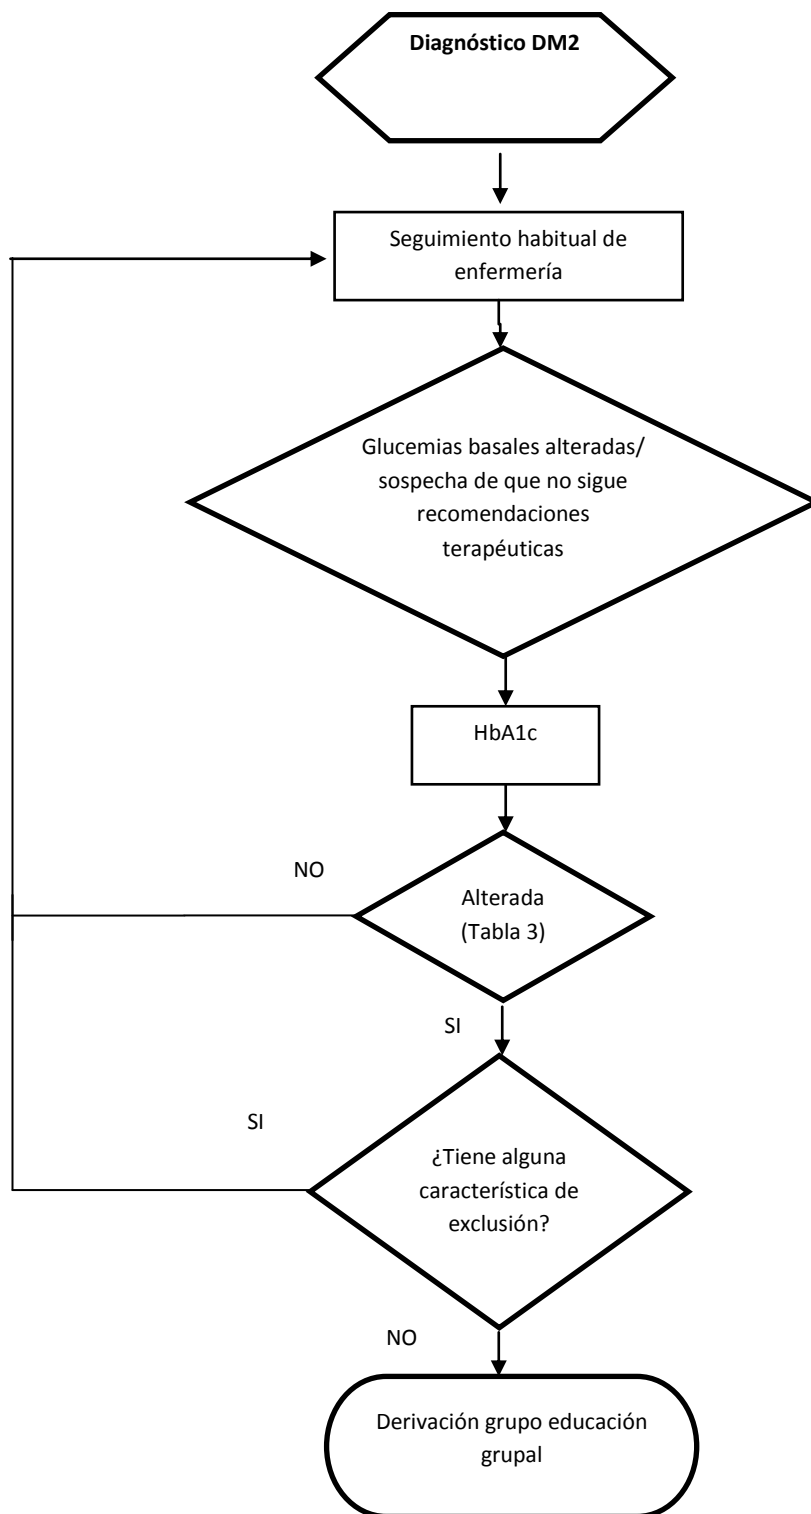 Diagnóstico DM2
Seguimiento habitual de
enfermería
Glucemias basales alteradas/
sospecha de que no sigue
recomendaciones
terapéuticas
HbA1c
NO
Alterada
(Tabla 3)
SI
SI
¿Tiene alguna
característica de
exclusión?
NO
Derivación grupo educación
grupal